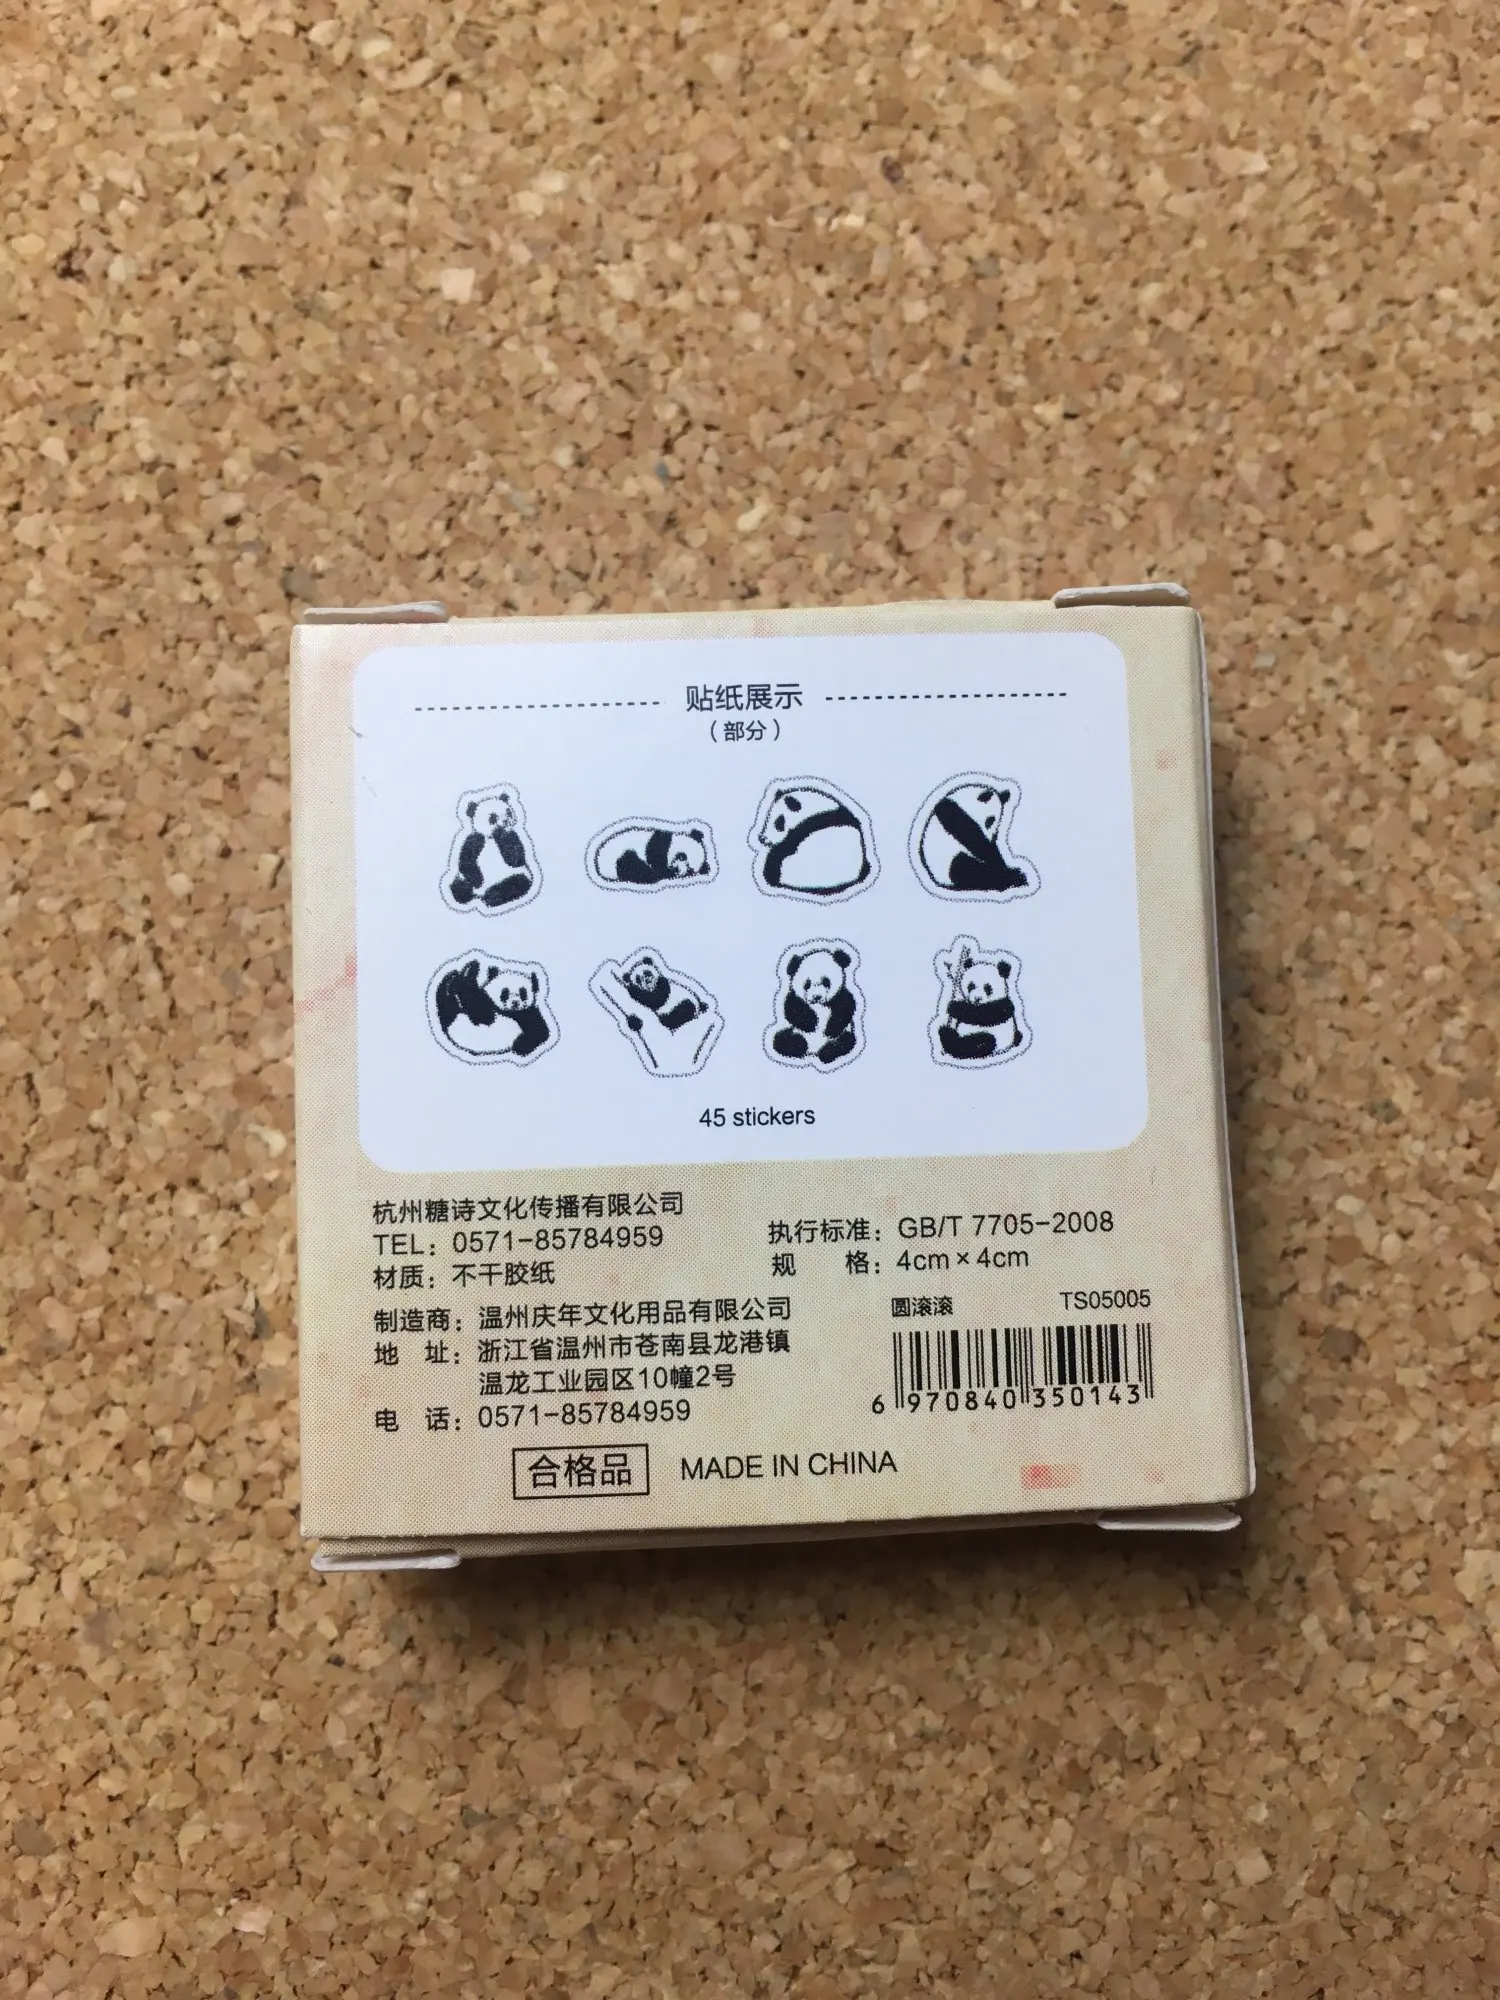 贴纸展示
（部分）
45 stickers
杭州糖诗文化传播有限公司
TEL：0571-85784959
材质：不干胶纸
执行标准：GB/T 7705-2008
规 格：4cm×4cm
制造商：温州庆年文化用品有限公司
地 址：浙江省温州市苍南县龙港镇
温龙工业园区10幢2号
电 话：0571-85784959
圆滚滚 TS05005
6 970840 350143
合格品 MADE IN CHINA